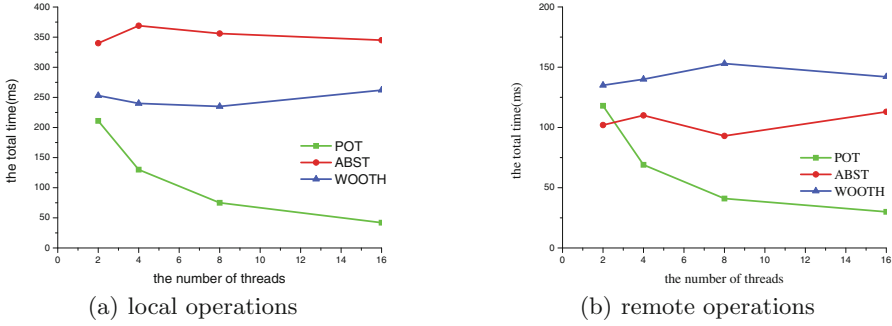 400
350
300
250
200
150
100
50
0
the total time(ms)
POT
ABST
WOOTH
0 2 4 6 8 10 12 14 16
the number of threads
(a) local operations
200
150
100
50
0
the total time(ms)
POT
ABST
WOOTH
0 2 4 6 8 10 12 14 16
the number of threads
(b) remote operations